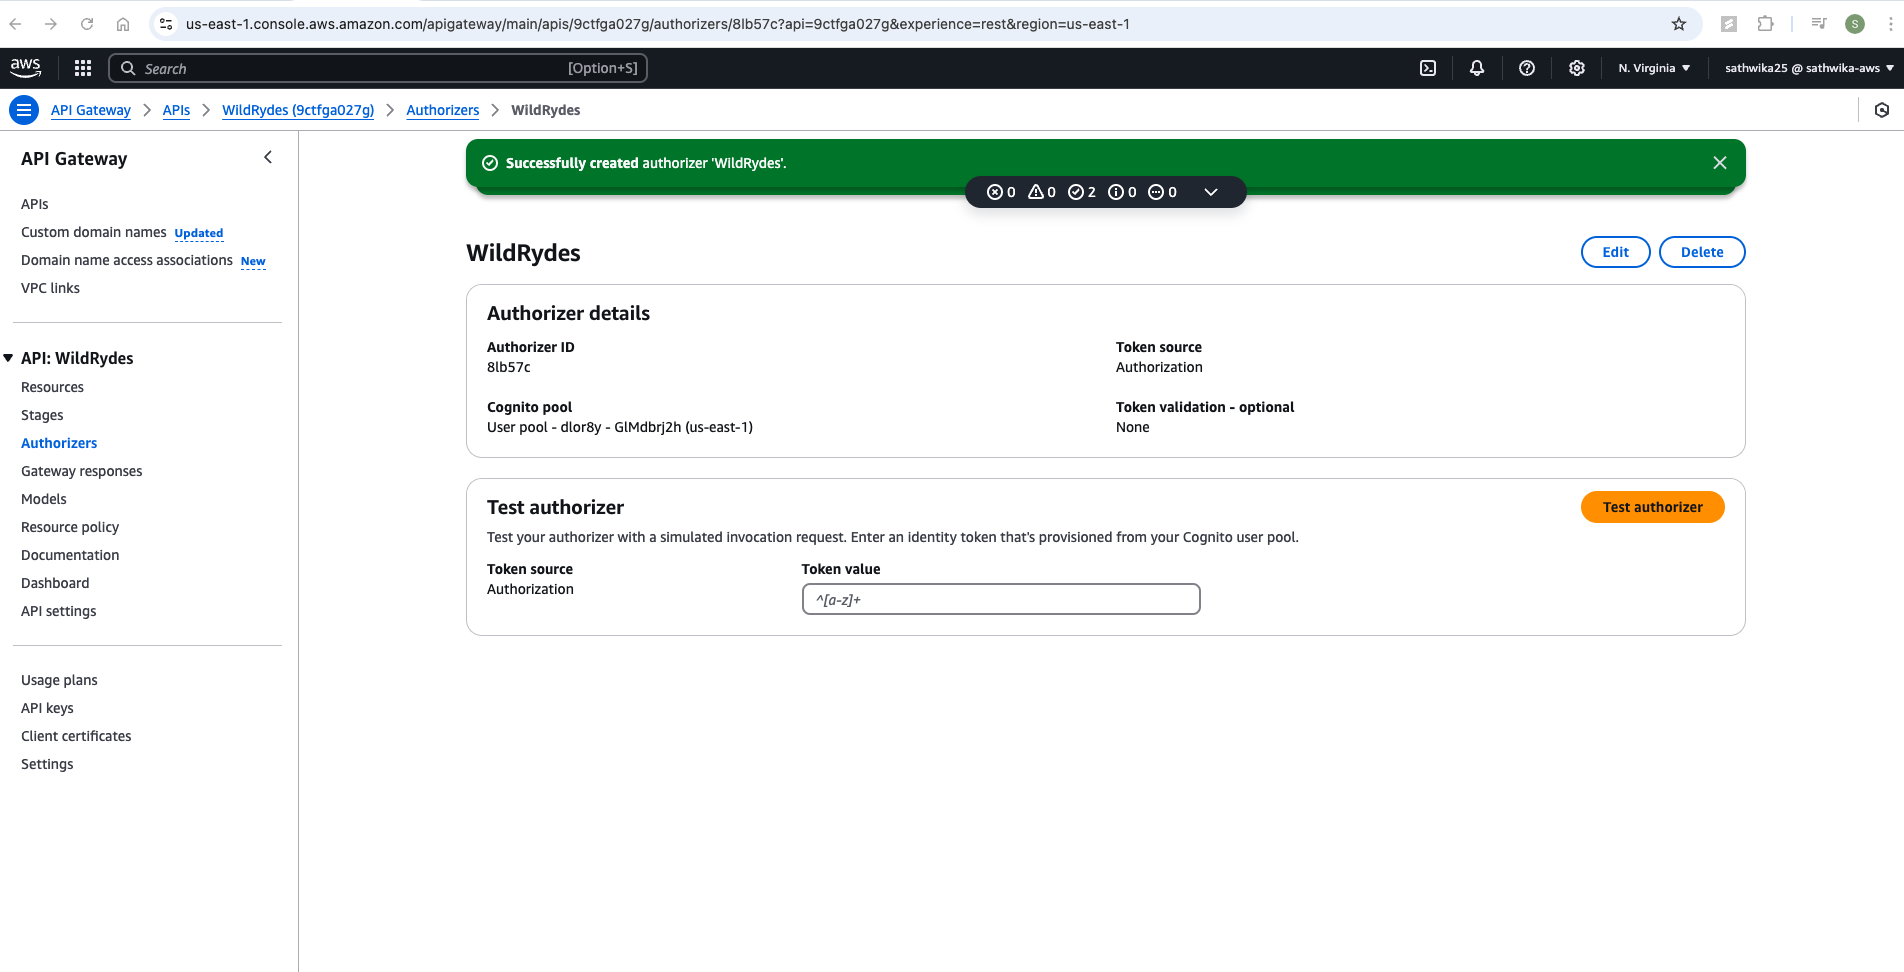 us-east-1.console.aws.amazon.com/apigateway/main/apis/9ctfga027g/authorizers/8lb57c?api=9ctfga027g&experience=rest&region=us-east-1
S
aws
Search
[Option+S]
N. Virginia
sathwika25 @ sathwika-aws
API Gateway
APIs
WildRydes (9ctfga027g)
Authorizers
WildRydes
API Gateway
APIs
Custom domain names Updated
Domain name access associations New
VPC links
API: WildRydes
Resources
Stages
Authorizers
Gateway responses
Models
Resource policy
Documentation
Dashboard
API settings
Usage plans
API keys
Client certificates
Settings
Successfully created authorizer 'WildRydes'.
0 0 2 0 0
WildRydes
Edit
Delete
Authorizer details
Authorizer ID
8lb57c
Token source
Authorization
Cognito pool
User pool - dlor8y - GlMdbrj2h (us-east-1)
Token validation - optional
None
Test authorizer
Test authorizer
Test your authorizer with a simulated invocation request. Enter an identity token that's provisioned from your Cognito user pool.
Token source
Authorization
Token value
^[a-z]+